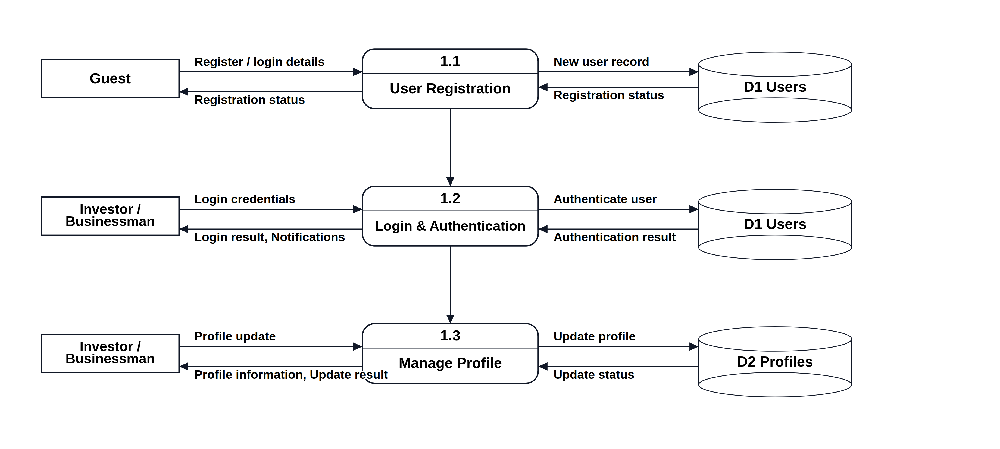 1.1
Register / login details
New user record
Guest
User Registration
D1 Users
Registration status
Registration status
1.2
Login credentials
Authenticate user
Investor /
Businessman
Login & Authentication
D1 Users
Login result, Notifications
Authentication result
1.3
Profile update
Update profile
Investor /
Businessman
Manage Profile
D2 Profiles
Profile information, Update result
Update status